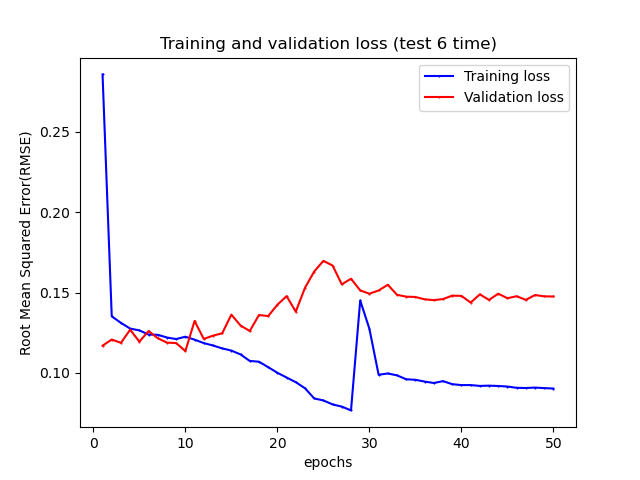 Training and validation loss (test 6 time)
Training loss
Validation loss
Root Mean Squared Error(RMSE)
0.25
0.20
0.15
0.10
0
10
20
30
40
50
epochs